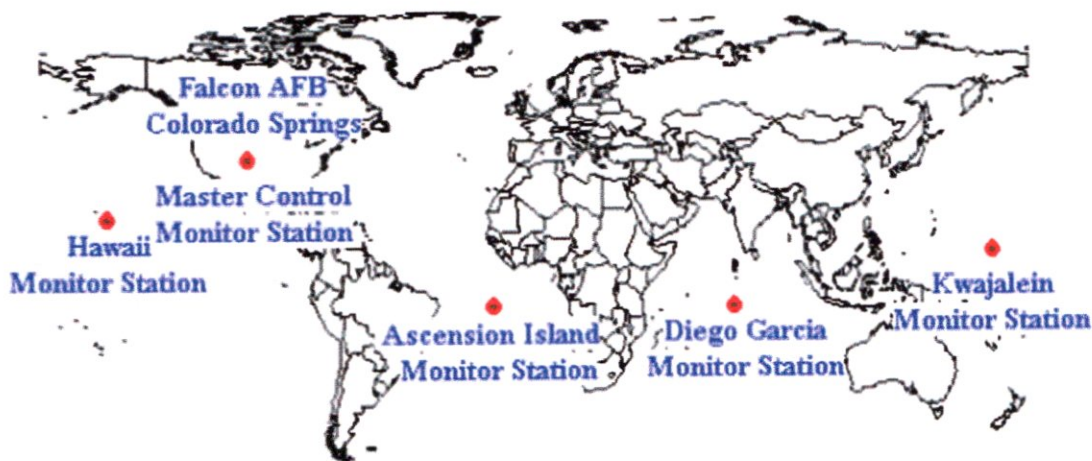 Falcon AFB
Colorado Springs
Master Control
Monitor Station
Hawaii
Monitor Station
Ascension Island
Monitor Station
Diego Garcia
Monitor Station
Kwajalein
Monitor Station